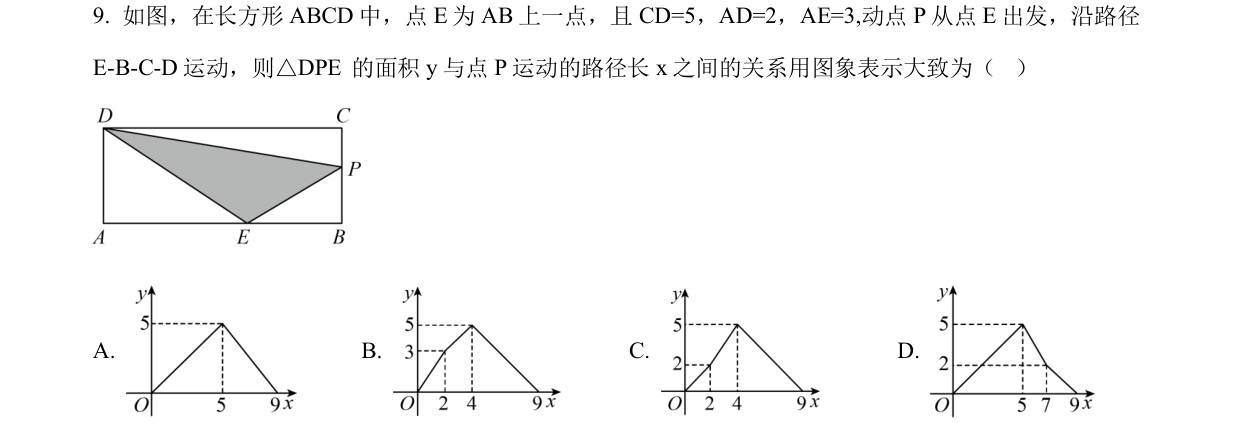 9. 如图，在长方形 ABCD 中，点 E 为 AB 上一点，且 CD=5，AD=2，AE=3,动点 P 从点 E 出发，沿路径
E-B-C-D 运动，则△DPE 的面积 y 与点 P 运动的路径长 x 之间的关系用图象表示大致为（ ）
D C
P
A E B
A. y 5 O 5 9 x
B. y 5 3 O 2 4 9 x
C. y 5 2 O 2 4 9 x
D. y 5 2 O 5 7 9 x